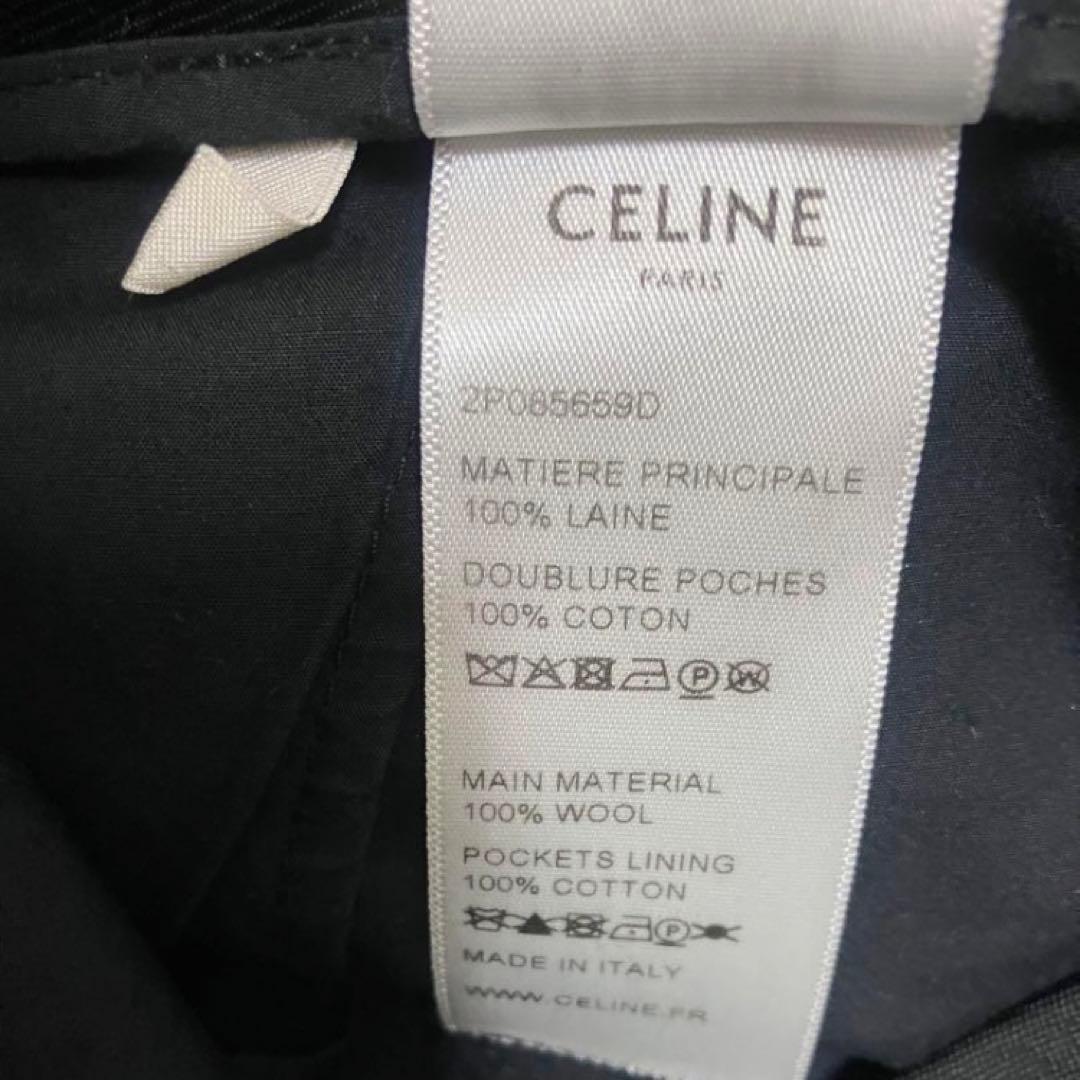 CELINE
PARIS
2P085659D
MATIERE PRINCIPALE
100% LAINE
DOUBLURE POCHES
100% COTON
P W
MAIN MATERIAL
100% WOOL
POCKETS LINING
100% COTTON
P
MADE IN ITALY
WWW.CELINE.FR